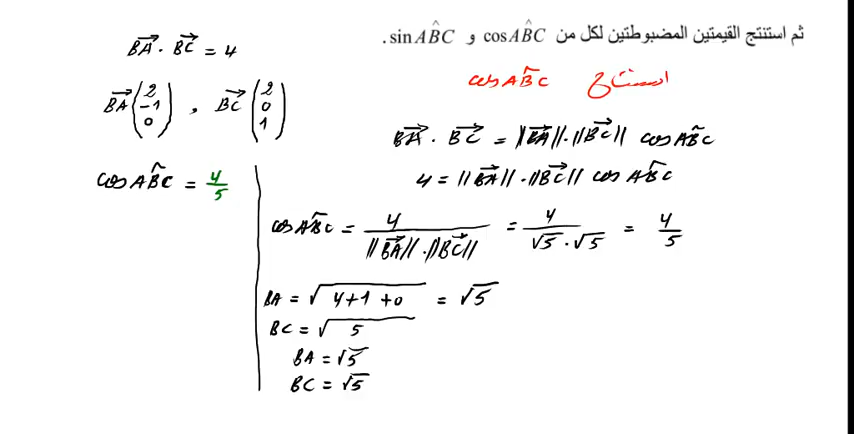 ثم استنتج القيمتين المضبوطتين لكل من cos AB̂C و sin AB̂C .
استنتاج cos AB̂C
BA⃗ · BC⃗ = 4
BA⃗ (2 -1 0) , BC⃗ (2 0 1)
cos AB̂C = 4/5
BA⃗ · BC⃗ = ||BA⃗|| · ||BC⃗|| cos AB̂C
4 = ||BA⃗|| · ||BC⃗|| cos AB̂C
cos AB̂C = 4 / (||BA⃗|| · ||BC⃗||) = 4 / (√5 · √5) = 4/5
BA = √(4+1+0) = √5
BC = √5
BA = √5
BC = √5